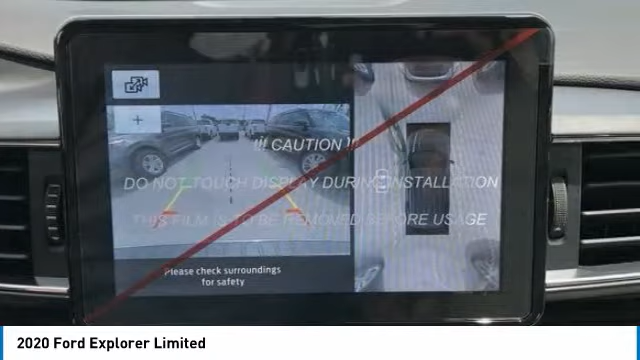 !!! CAUTION !!!
DO NOT TOUCH DISPLAY DURING INSTALLATION
THIS FILM IS TO BE REMOVED BEFORE USAGE
Please check surroundings
for safety
2020 Ford Explorer Limited